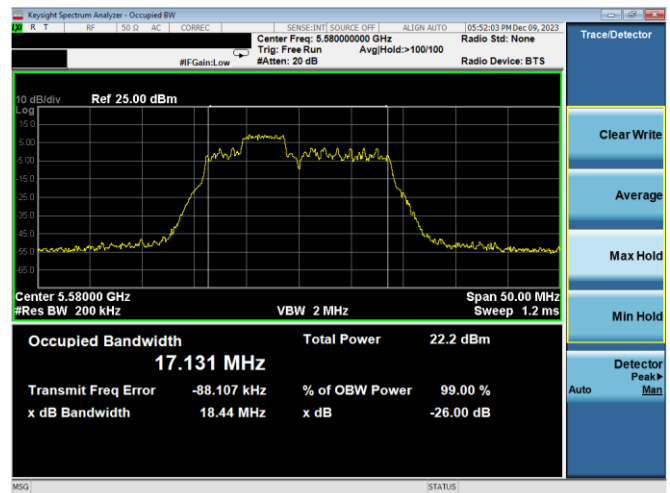 Keysight Spectrum Analyzer - Occupied BW
R T RF 50 Ω AC CORREC SENSE:INT SOURCE OFF ALIGN AUTO 05:52:03 PM Dec 09, 2023
Center Freq: 5.580000000 GHz Radio Std: None
Trig: Free Run Avg|Hold:>100/100
#IFGain:Low #Atten: 20 dB Radio Device: BTS
Trace/Detector
10 dB/div Ref 25.00 dBm
Log
15.0
5.00
-5.00
-15.0
-25.0
-35.0
-45.0
-55.0
-65.0
Center 5.58000 GHz Span 50.00 MHz
#Res BW 200 kHz VBW 2 MHz Sweep 1.2 ms
Occupied Bandwidth Total Power 22.2 dBm
17.131 MHz
Transmit Freq Error -88.107 kHz % of OBW Power 99.00 %
x dB Bandwidth 18.44 MHz x dB -26.00 dB
Clear Write
Average
Max Hold
Min Hold
Detector
Peak▶
Auto Man
MSG STATUS